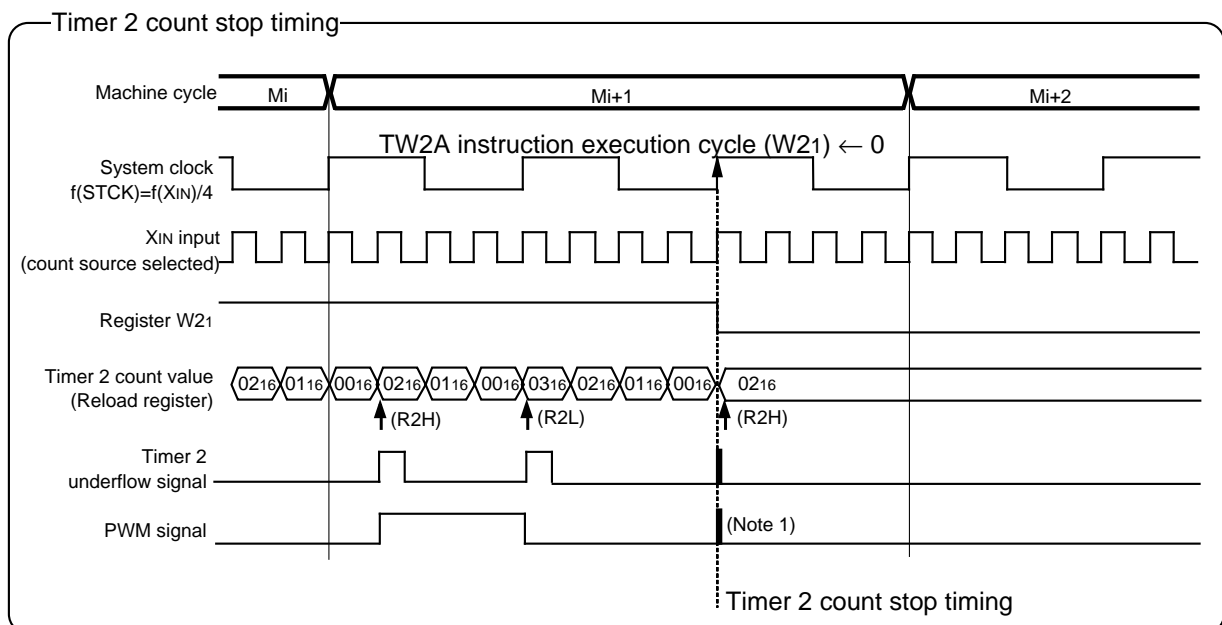 Timer 2 count stop timing
Machine cycle
Mi
Mi+1
Mi+2
TW2A instruction execution cycle (W21) ← 0
System clock
f(STCK)=f(XIN)/4
XIN input
(count source selected)
Register W21
Timer 2 count value
(Reload register)
0216 0116 0016 0216 0116 0016 0316 0216 0116 0016 0216
(R2H) (R2L) (R2H)
Timer 2
underflow signal
PWM signal
(Note 1)
Timer 2 count stop timing